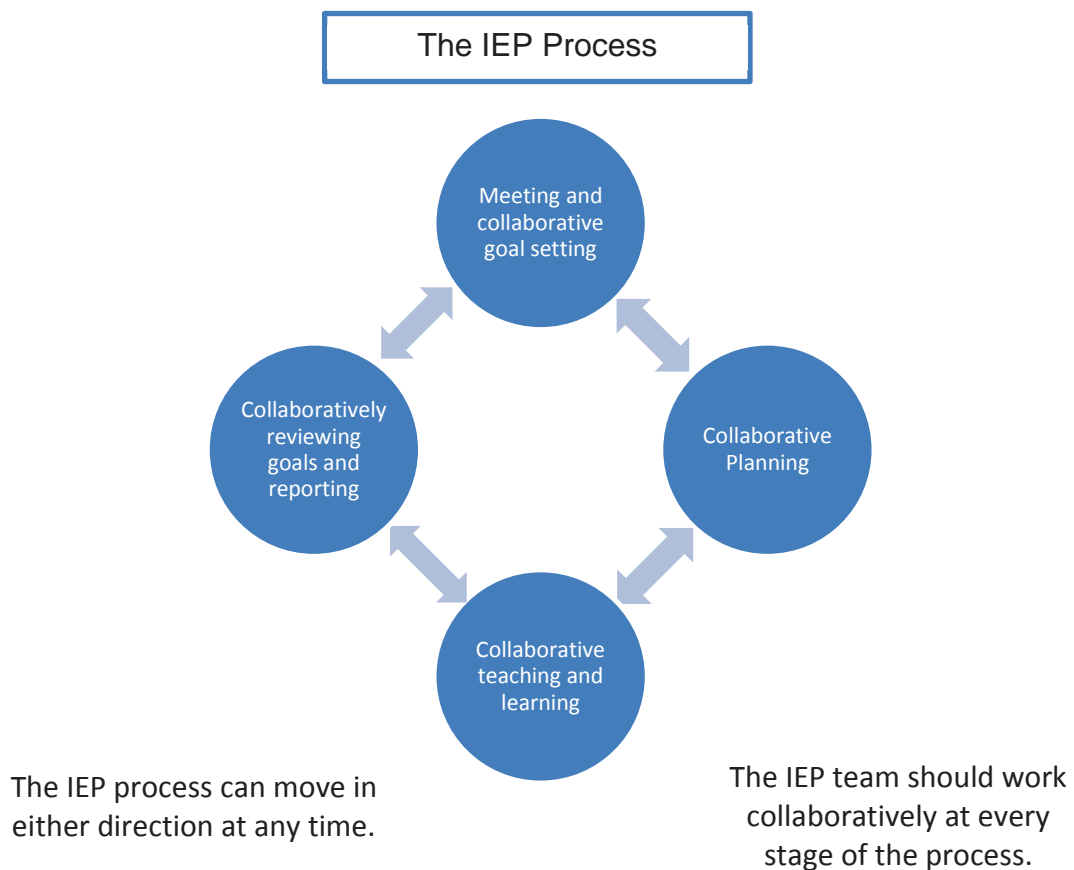 The IEP Process
Meeting and
collaborative
goal setting
Collaboratively
reviewing
goals and
reporting
Collaborative
Planning
Collaborative
teaching and
learning
The IEP process can move in
either direction at any time.
The IEP team should work
collaboratively at every
stage of the process.